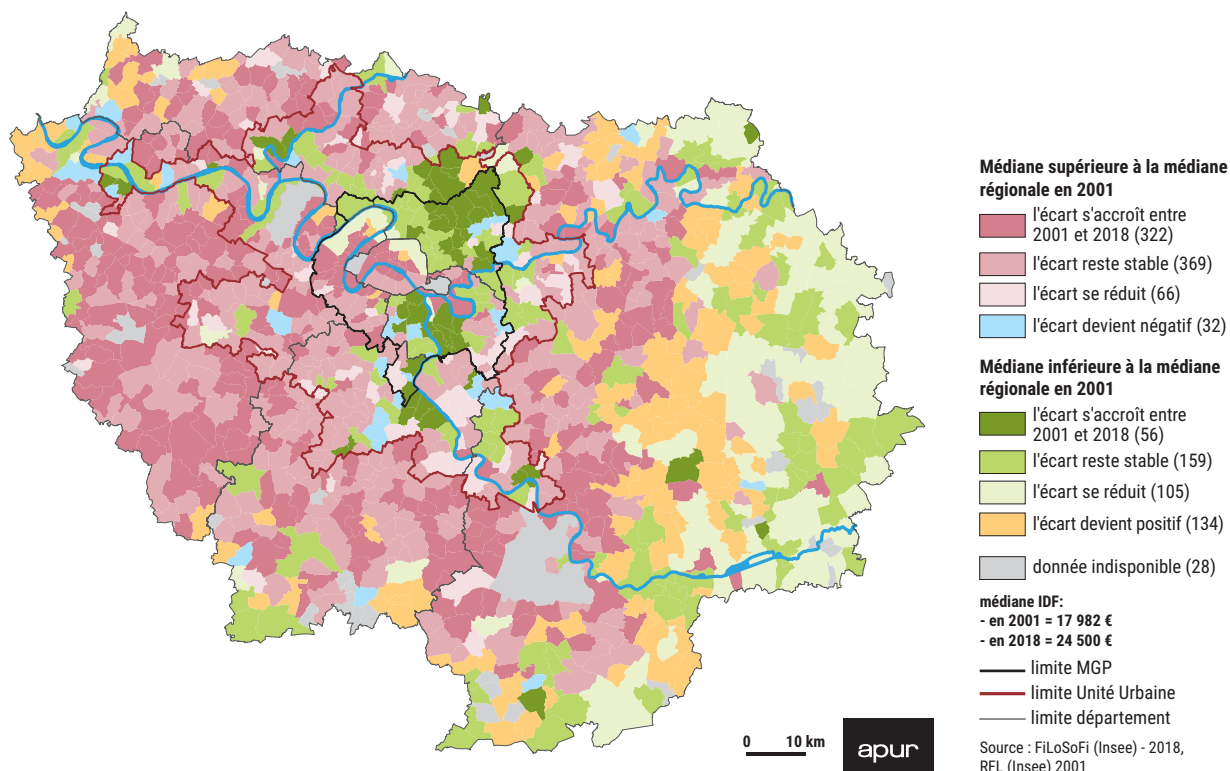 Médiane supérieure à la médiane
régionale en 2001
l'écart s'accroît entre
2001 et 2018 (322)
l'écart reste stable (369)
l'écart se réduit (66)
l'écart devient négatif (32)
Médiane inférieure à la médiane
régionale en 2001
l'écart s'accroît entre
2001 et 2018 (56)
l'écart reste stable (159)
l'écart se réduit (105)
l'écart devient positif (134)
donnée indisponible (28)
médiane IDF:
- en 2001 = 17 982 €
- en 2018 = 24 500 €
limite MGP
limite Unité Urbaine
limite département
Source : FiLoSoFi (Insee) - 2018,
RFL (Insee) 2001
0 10 km
apur